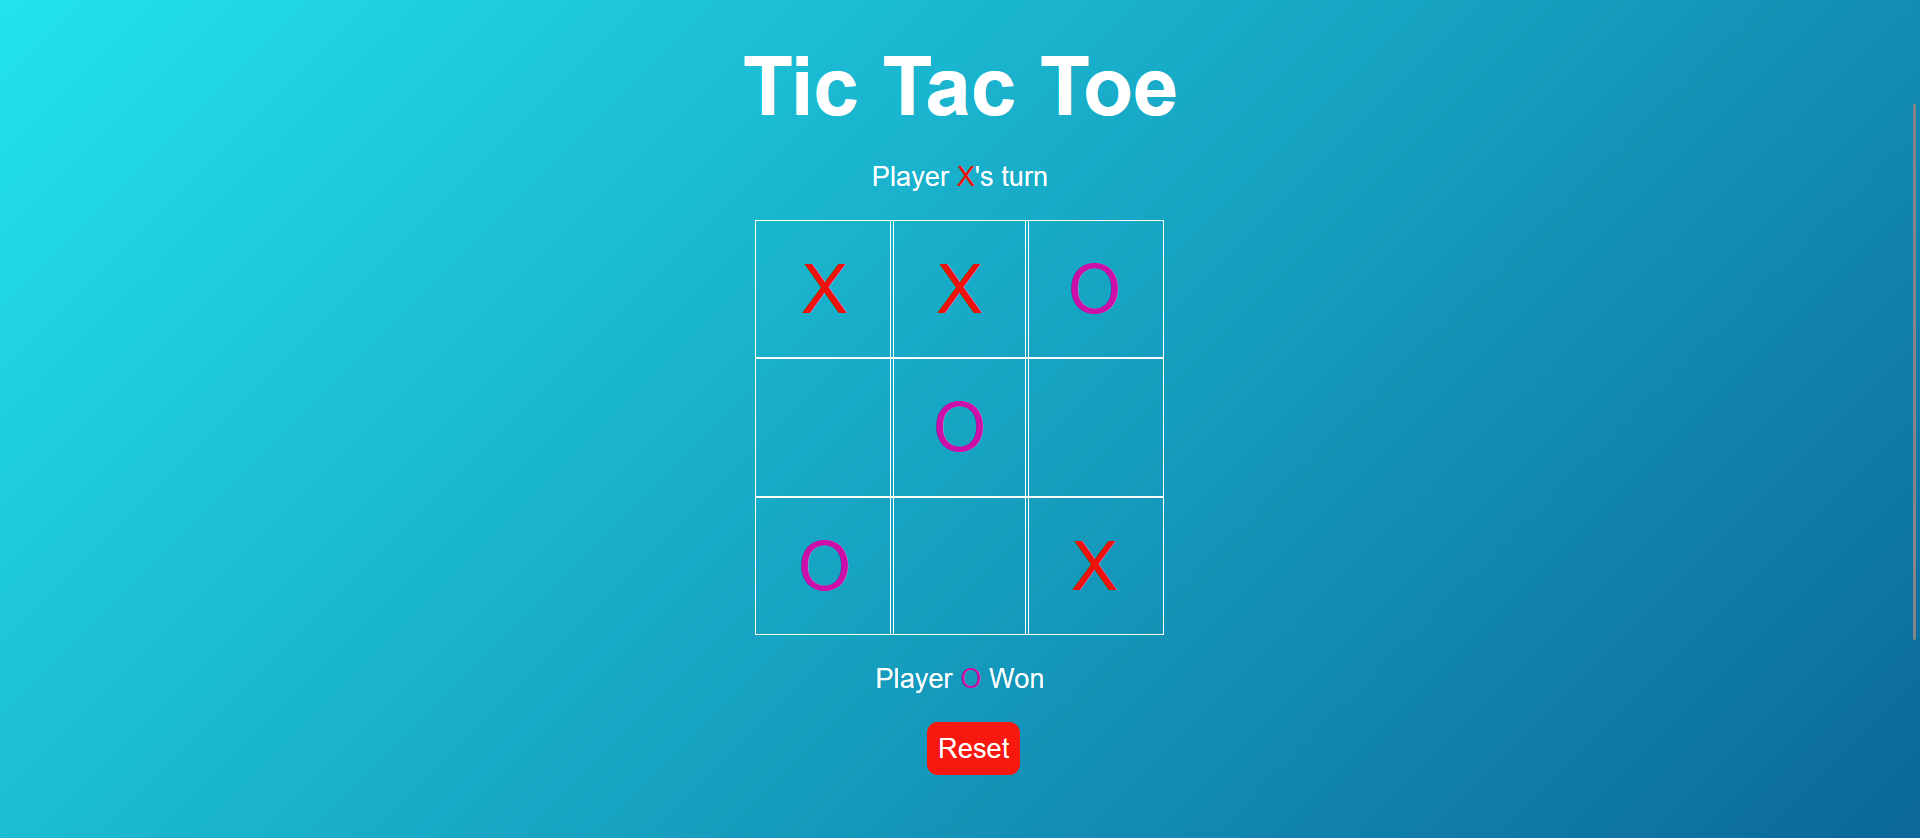 Tic Tac Toe
Player X's turn
X X O
O
O X
Player O Won
Reset